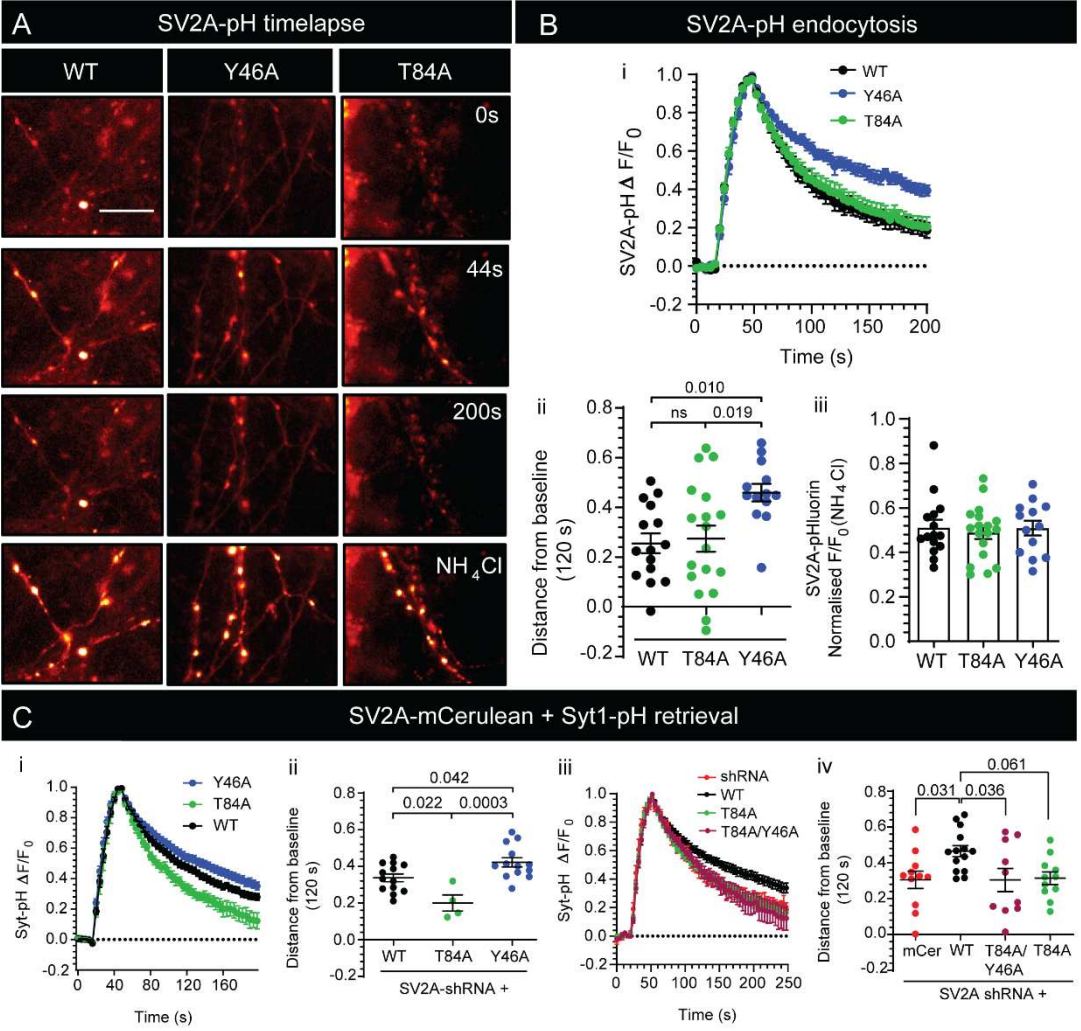 A SV2A-pH timelapse
WT Y46A T84A
0s
44s
200s
NH4Cl
B SV2A-pH endocytosis
i
WT
Y46A
T84A
SV2A-pH Δ F/F0
1.0
0.8
0.6
0.4
0.2
0.0
-0.2
0 50 100 150 200
Time (s)
ii
0.010
ns 0.019
Distance from baseline
(120 s)
0.8
0.6
0.4
0.2
0.0
-0.2
WT T84A Y46A
iii
SV2A-pHluorin
Normalised F/F0(NH4Cl)
1.0
0.8
0.6
0.4
0.2
0.0
WT T84A Y46A
C SV2A-mCerulean + Syt1-pH retrieval
i
Y46A
T84A
WT
Syt-pH ΔF/F0
1.0
0.8
0.6
0.4
0.2
0.0
-0.2
0 40 80 120 160
Time (s)
ii
0.042
0.022 0.0003
Distance from baseline
(120 s)
0.8
0.6
0.4
0.2
0.0
-0.2
WT T84A Y46A
SV2A-shRNA +
iii
shRNA
WT
T84A
T84A/Y46A
Syt-pH ΔF/F0
1.0
0.8
0.6
0.4
0.2
0.0
-0.2
0 50 100 150 200 250
Time (s)
iv
0.061
0.031 0.036
Distance from baseline
(120 s)
0.8
0.6
0.4
0.2
0.0
-0.2
mCer WT T84A/ T84A
Y46A
SV2A shRNA +